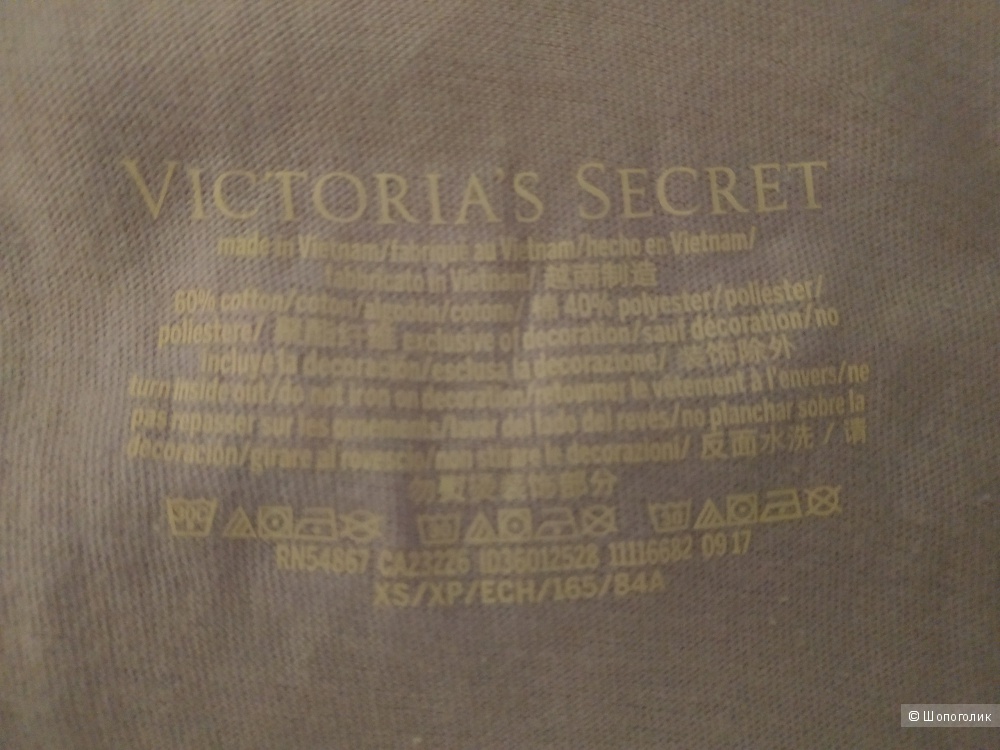 VICTORIA'S SECRET
made in Vietnam/fabriqué au Vietnam/hecho en Vietnam/
fabbricato in Vietnam/ 越南制造
60% cotton/coton/algodón/cotone/棉 40% polyester/poliéster/
poliestere/ exclusive of decoration/sauf décoration/no
incluye la decoración/esclusa la decorazione/ 装饰除外
turn inside out/do not iron on decoration/retourner le vêtement à l'envers/ne
pas repasser sur les ornements/lavar del lado del revés/no planchar sobre la
decoración/girare al rovescio non stirare le decorazioni/ 反面水洗 / 请
勿熨烫装饰部分
RN54867 CA23226 ID36012528 11116682 09 17
XS/XP/ECH/165/84A
© Шопоголик